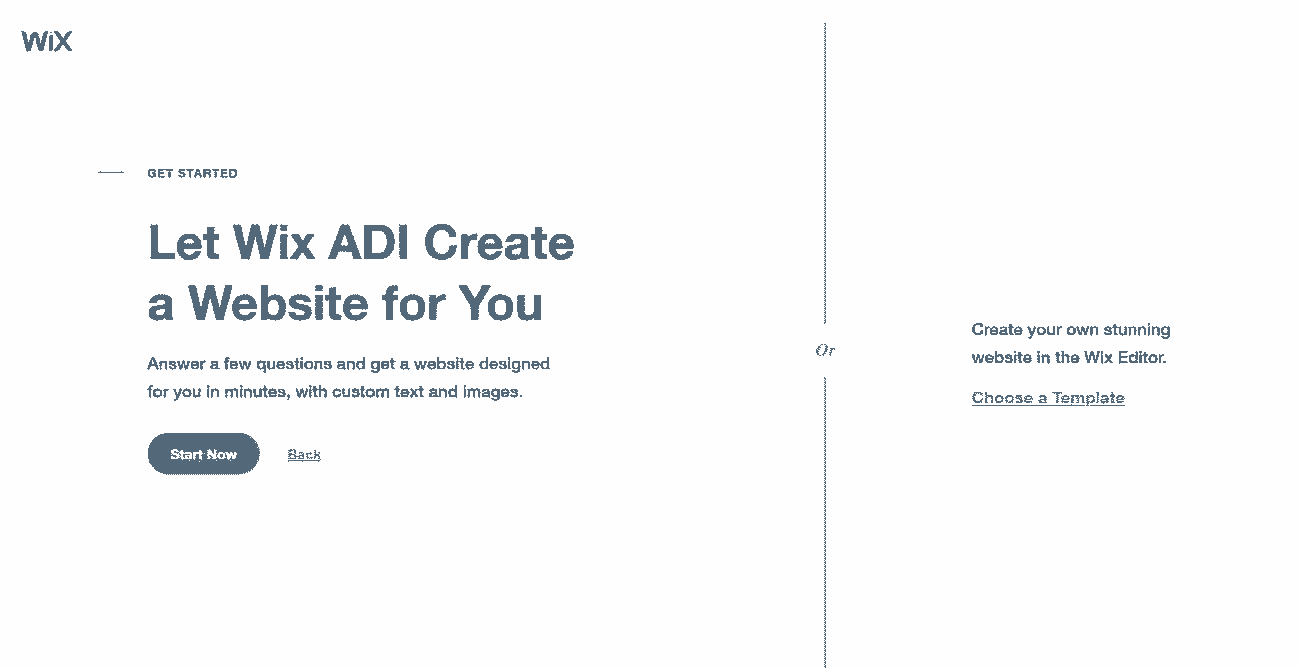 WiX
GET STARTED
Let Wix ADI Create
a Website for You
Answer a few questions and get a website designed
for you in minutes, with custom text and images.
Start Now
Back
Or
Create your own stunning
website in the Wix Editor.
Choose a Template